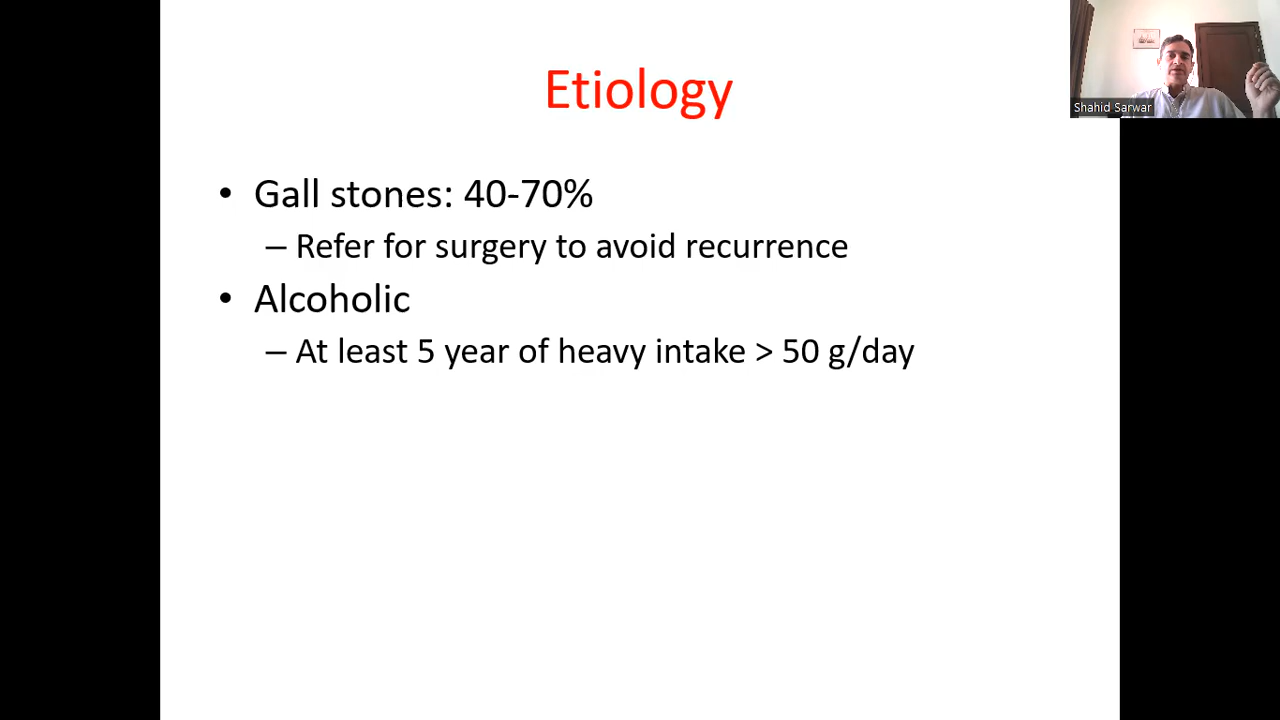 Etiology
• Gall stones: 40-70%
– Refer for surgery to avoid recurrence
• Alcoholic
– At least 5 year of heavy intake > 50 g/day
Shahid Sarwar